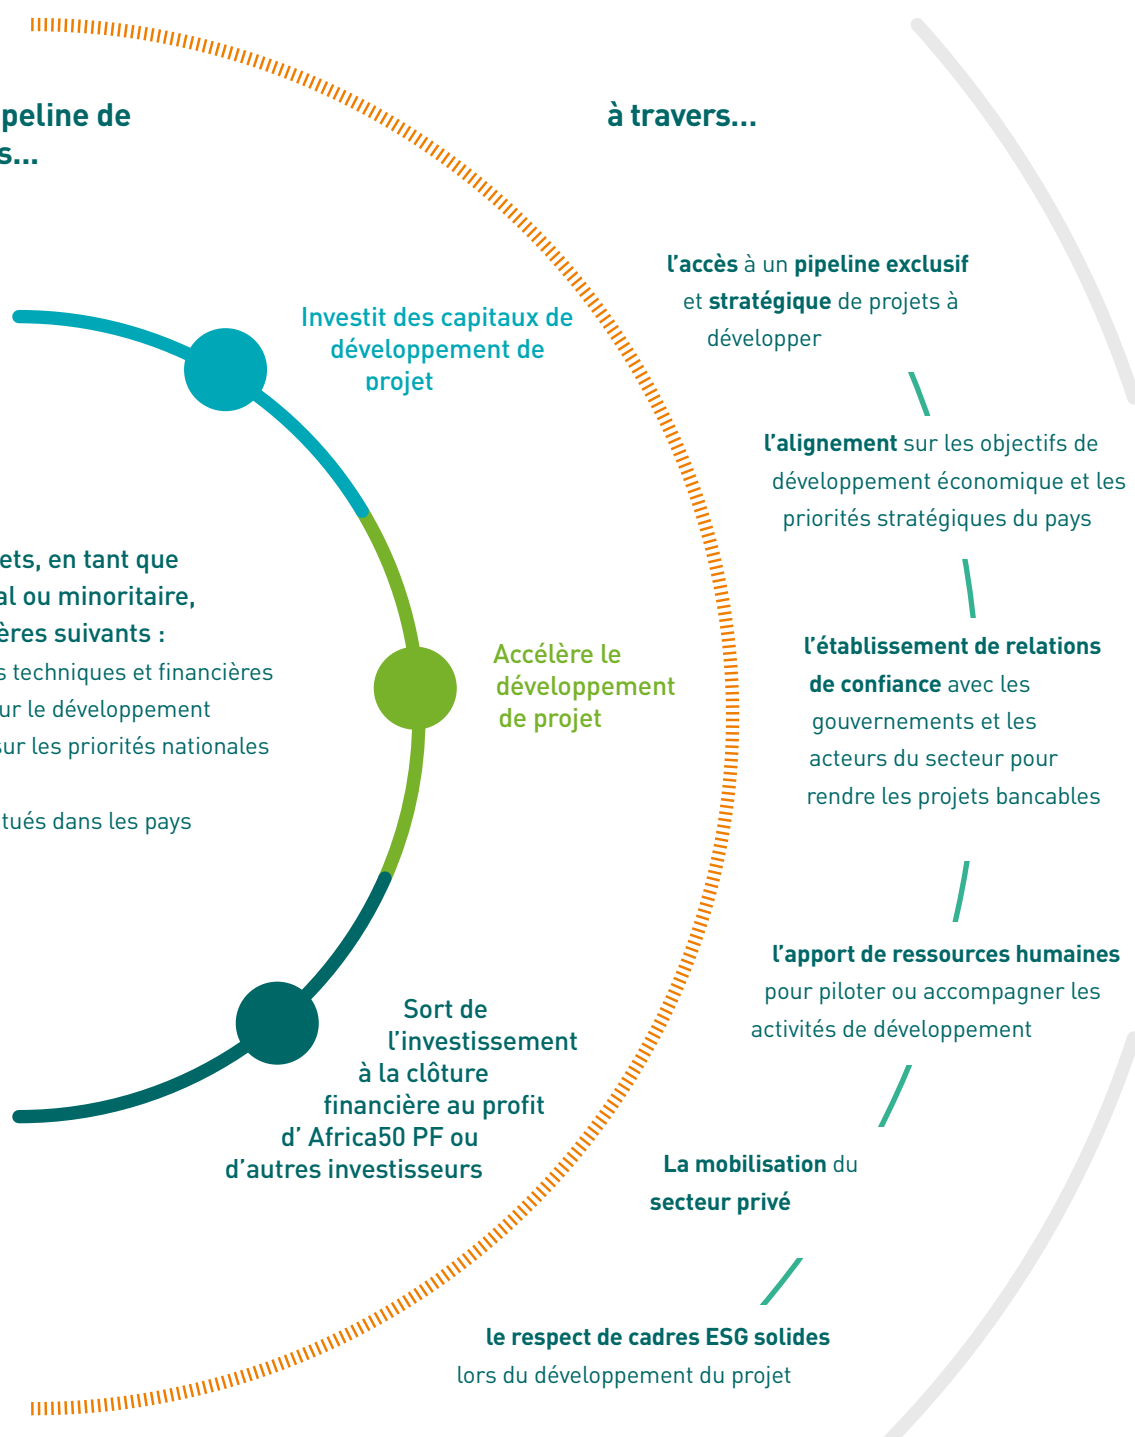 peline de
s...
à travers...
Investit des capitaux de
développement de
projet
ets, en tant que
al ou minoritaire,
ères suivants :
s techniques et financières
ur le développement
sur les priorités nationales
tués dans les pays
Accélère le
développement
de projet
Sort de
l’investissement
à la clôture
financière au profit
d’ Africa50 PF ou
d’autres investisseurs
l’accès à un pipeline exclusif
et stratégique de projets à
développer
l’alignement sur les objectifs de
développement économique et les
priorités stratégiques du pays
l’établissement de relations
de confiance avec les
gouvernements et les
acteurs du secteur pour
rendre les projets bancables
l’apport de ressources humaines
pour piloter ou accompagner les
activités de développement
La mobilisation du
secteur privé
le respect de cadres ESG solides
lors du développement du projet